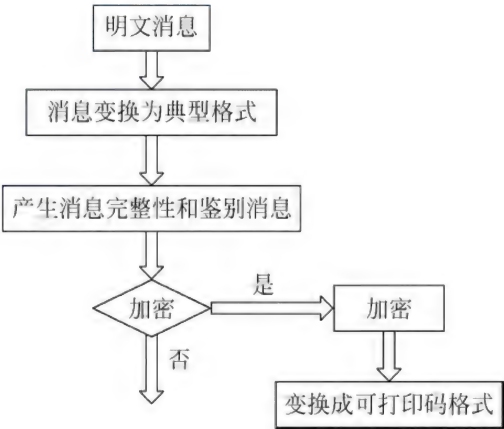 明文消息
消息变换为典型格式
产生消息完整性和鉴别消息
加密
是
加密
否
变换成可打印码格式